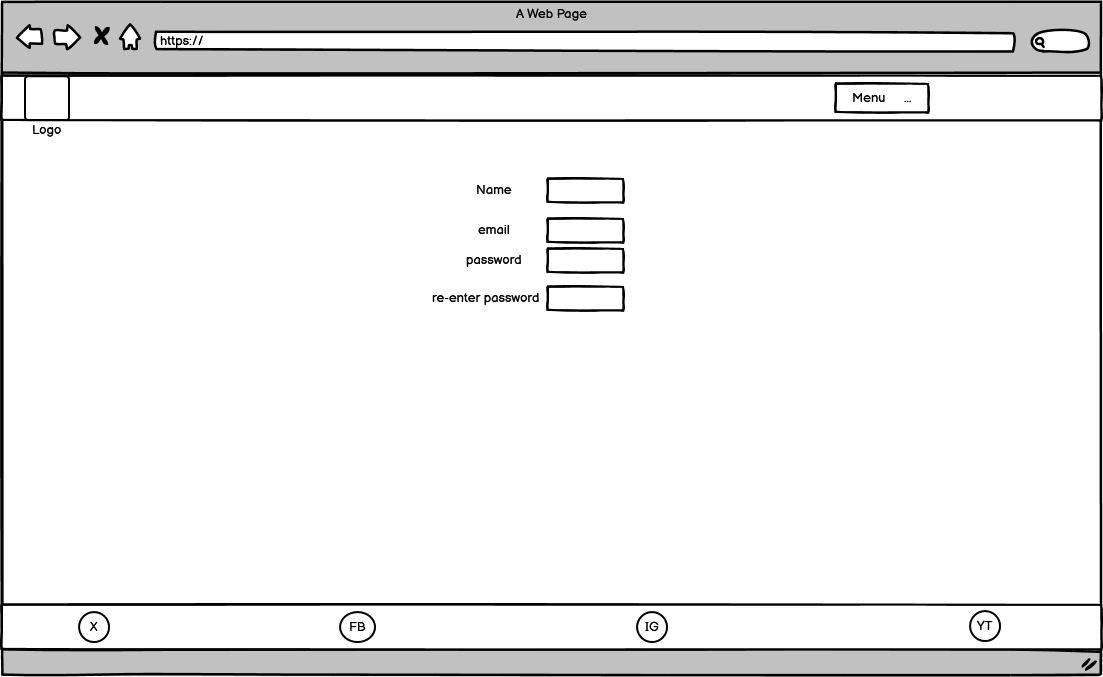 A Web Page
https://
Menu ...
Logo
Name
email
password
re-enter password
X FB IG YT